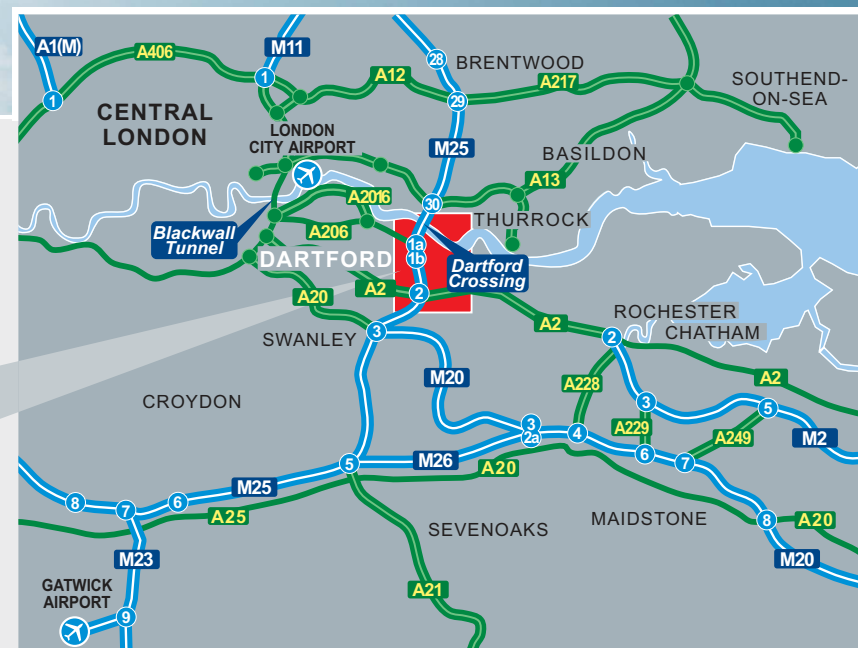 A1(M)
A406
M11
1
1
28
BRENTWOOD
A12
A217
29
SOUTHEND-
ON-SEA
CENTRAL
LONDON
LONDON
CITY AIRPORT
M25
BASILDON
A13
A2016
30
THURROCK
Blackwall
Tunnel
A206
1a
1b
DARTFORD
Dartford
Crossing
A20
A2
2
SWANLEY
3
A2
ROCHESTER
CHATHAM
2
M20
A228
A2
CROYDON
3
5
A229
A249
M2
3
2a
4
6
7
5
M26
A20
M25
8
7
6
A25
SEVENOAKS
MAIDSTONE
8
A20
M20
M23
A21
GATWICK
AIRPORT
9